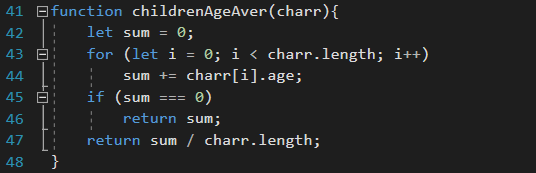 41 function childrenAgeAver(charr){
42 let sum = 0;
43 for (let i = 0; i < charr.length; i++)
44 sum += charr[i].age;
45 if (sum === 0)
46 return sum;
47 return sum / charr.length;
48 }